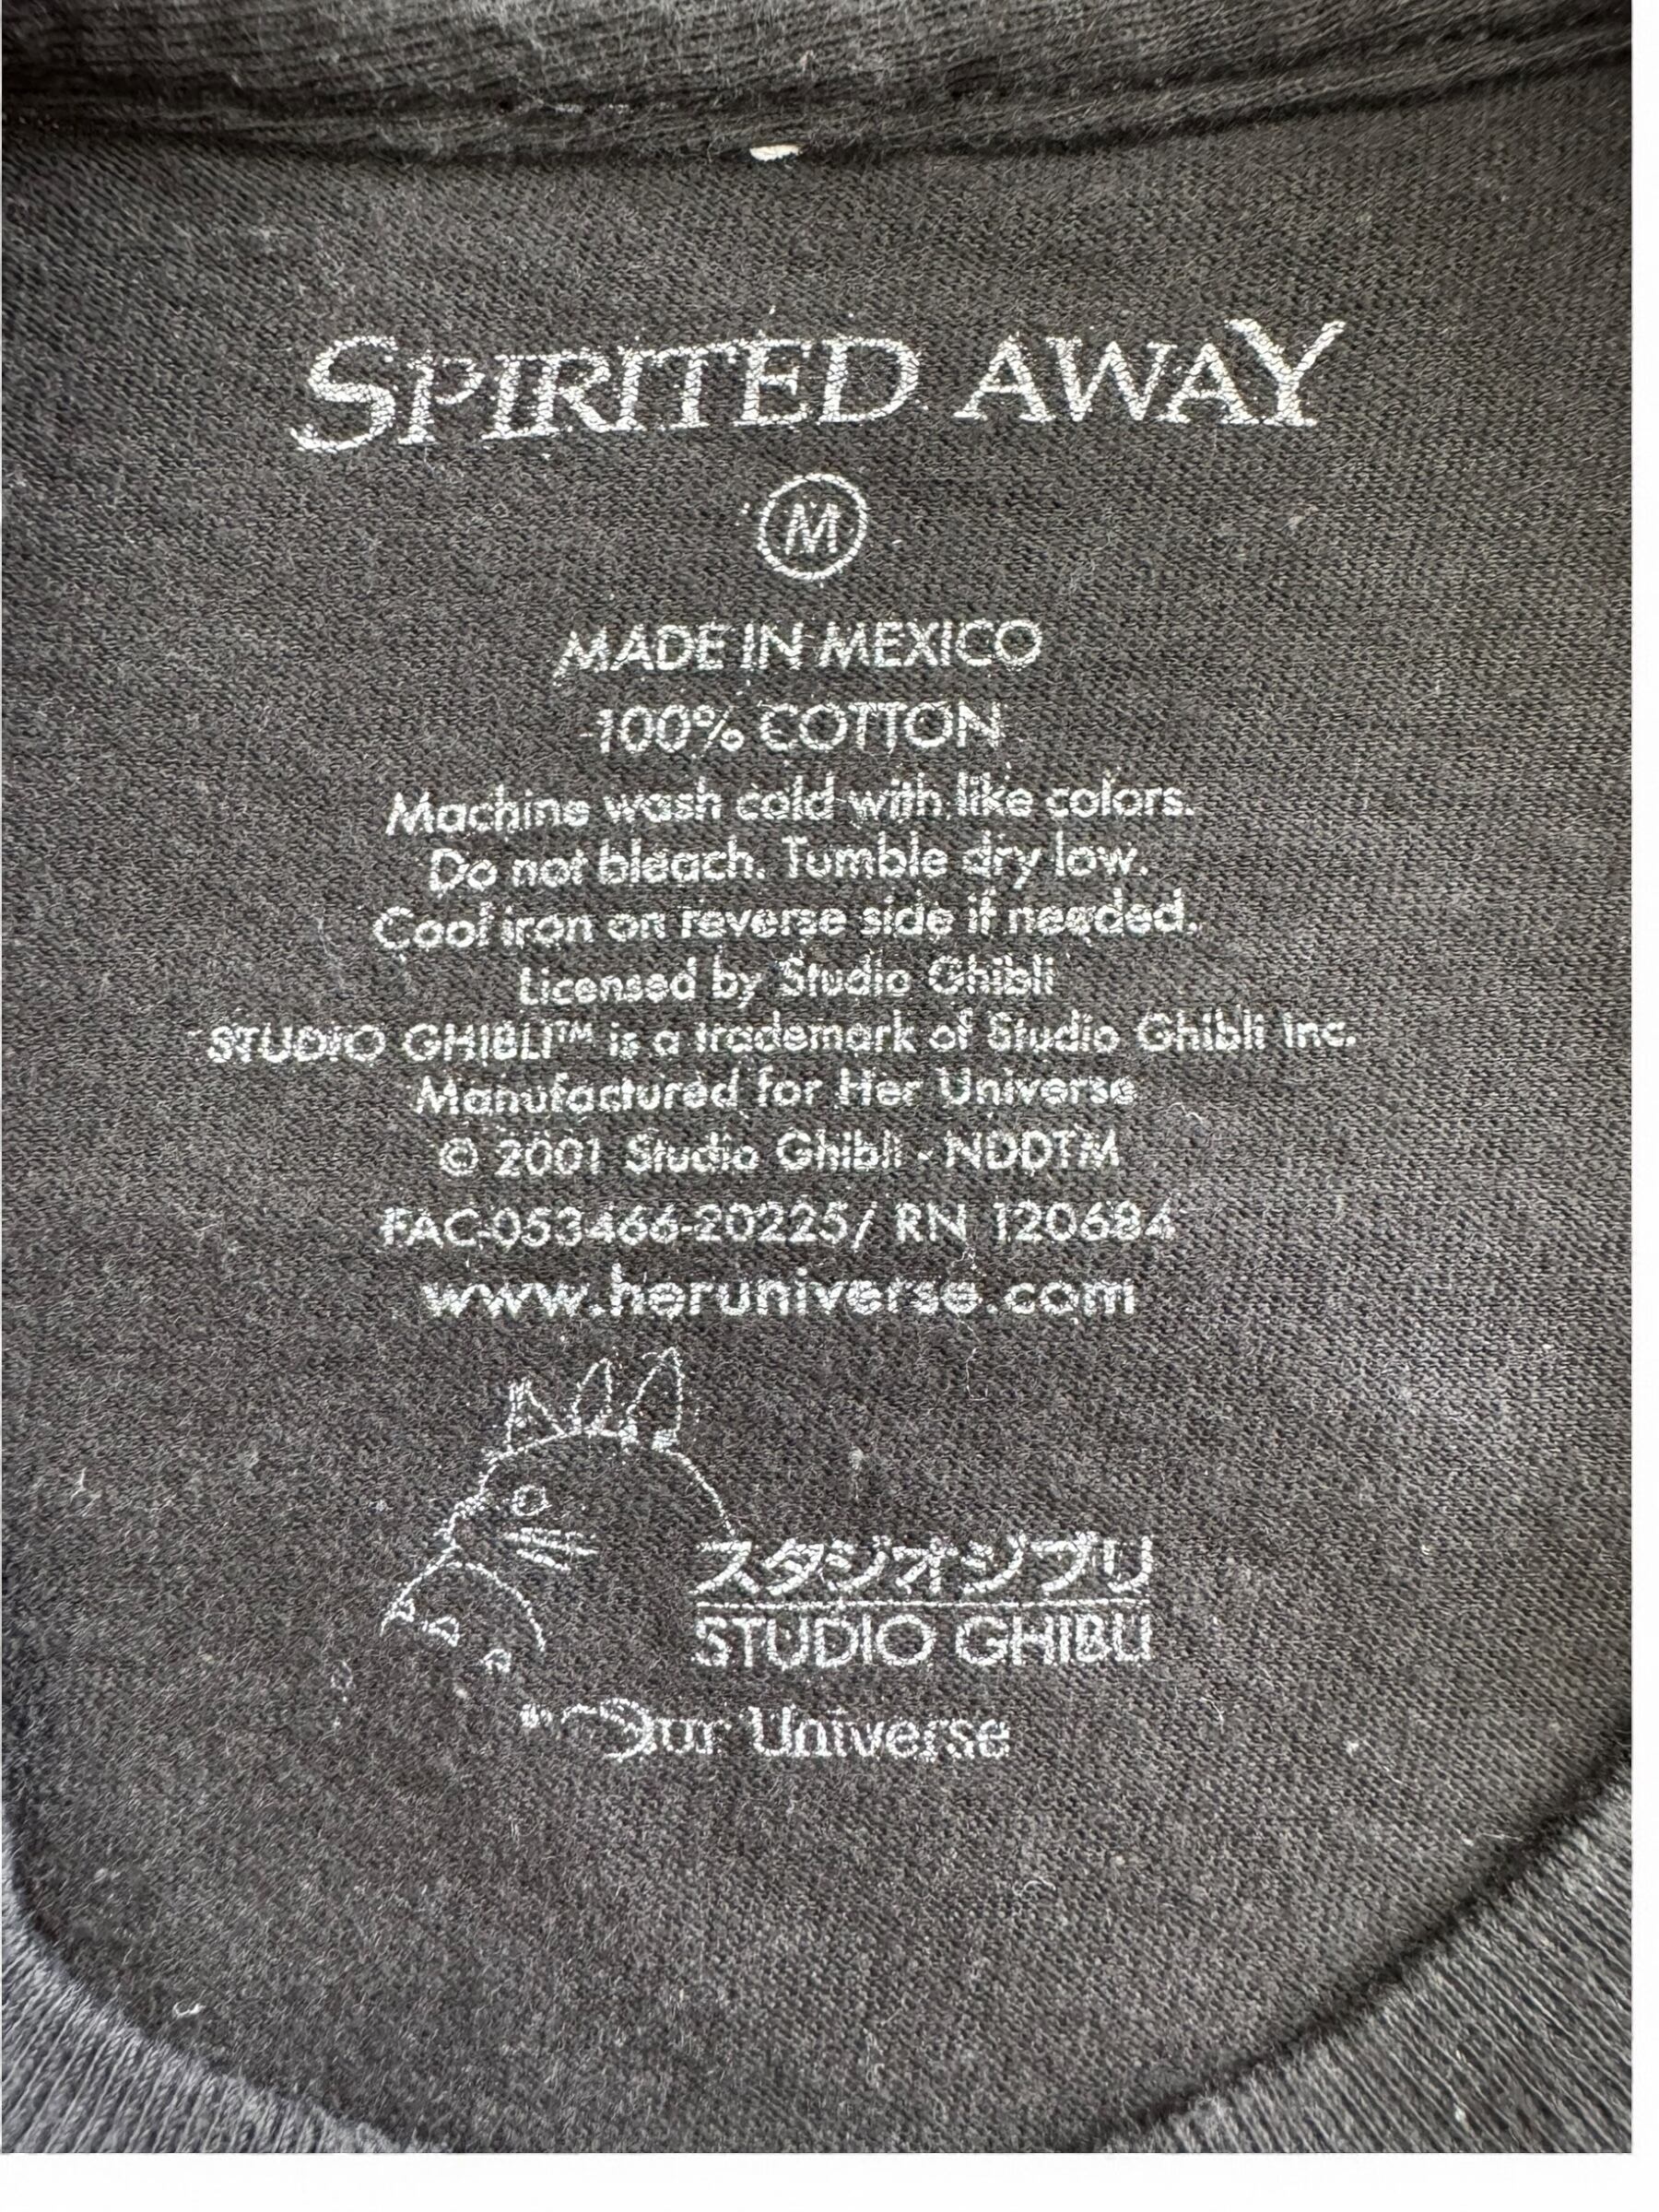 SPIRITED AWAY
M
MADE IN MEXICO
100% COTTON
Machine wash cold with like colors.
Do not bleach. Tumble dry low.
Cool iron on reverse side if needed.
Licensed by Studio Ghibli
STUDIO GHIBLI™ is a trademark of Studio Ghibli Inc.
Manufactured for Her Universe
© 2001 Studio Ghibli - NDDTM
FAC-053466-20225/ RN 120684
www.heruniverse.com
スタジオジブリ
STUDIO GHIBLI
Our Universe